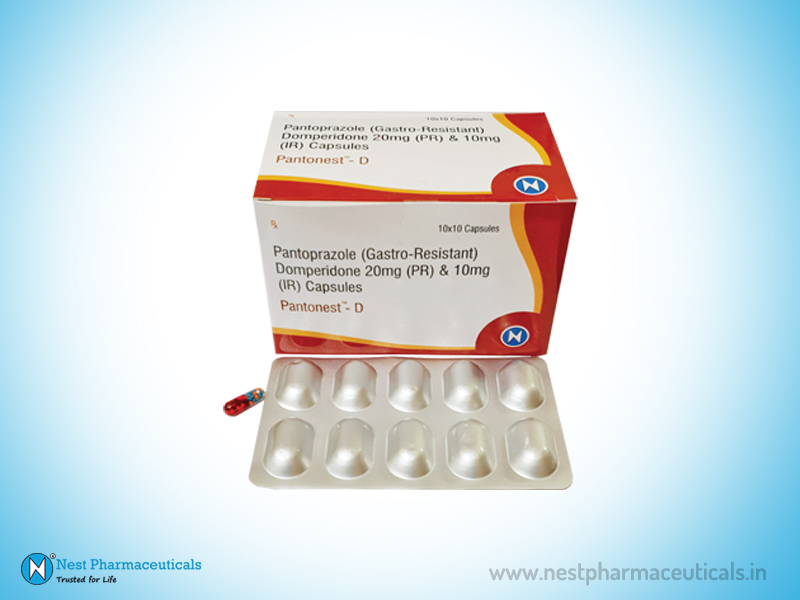 10x10 Capsules
Pantoprazole (Gastro-Resistant)
Domperidone 20mg (PR) & 10mg
(IR) Capsules
Pantonest™- D
N
Rx
10x10 Capsules
Pantoprazole (Gastro-Resistant)
Domperidone 20mg (PR) & 10mg
(IR) Capsules
Pantonest™- D
N
N ® Nest Pharmaceuticals
Trusted for Life
www.nestpharmaceuticals.in